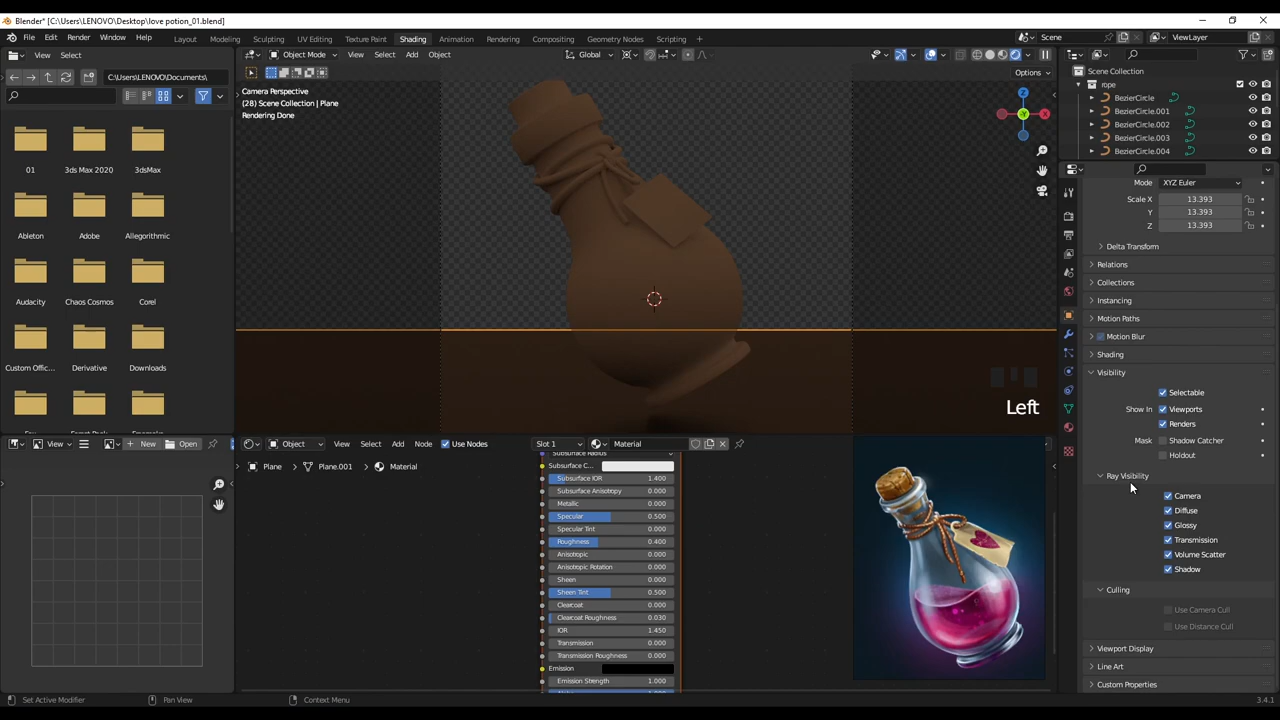 Blender* [C:\Users\LENOVO\Desktop\love potion_01.blend]
File Edit Render Window Help Layout Modeling Sculpting UV Editing Texture Paint Shading Animation Rendering Compositing Geometry Nodes Scripting Scene ViewLayer
View Select Object Mode View Select Add Object Global
C:\Users\LENOVO\Documents\
Options
01 3ds Max 2020 3dsMax
Ableton Adobe Allegorithmic
Audacity Chaos Cosmos Corel
Custom Offic... Derivative Downloads
Camera Perspective
(28) Scene Collection | Plane
Rendering Done
Left
Scene Collection
rope
BezierCircle
BezierCircle.001
BezierCircle.002
BezierCircle.003
BezierCircle.004
Mode XYZ Euler
Scale X 13.393
Y 13.393
Z 13.393
Delta Transform
Relations
Collections
Instancing
Motion Paths
Motion Blur
Shading
Visibility
Selectable
Show In Viewports
Renders
Mask Shadow Catcher
Holdout
Ray Visibility
Camera
Diffuse
Glossy
Transmission
Volume Scatter
Shadow
Culling
Use Camera Cull
Use Distance Cull
Viewport Display
Line Art
Custom Properties
View New Open
Object View Select Add Node Use Nodes Slot 1 Material
Plane Plane.001 Material
Subsurface Radius
Subsurface C...
Subsurface IOR 1.400
Subsurface Anisotropy 0.000
Metallic 0.000
Specular 0.500
Specular Tint 0.000
Roughness 0.400
Anisotropic 0.000
Anisotropic Rotation 0.000
Sheen 0.000
Sheen Tint 0.500
Clearcoat 0.000
Clearcoat Roughness 0.030
IOR 1.450
Transmission 0.000
Transmission Roughness 0.000
Emission
Emission Strength 1.000
Set Active Modifier Pan View Context Menu 3.4.1